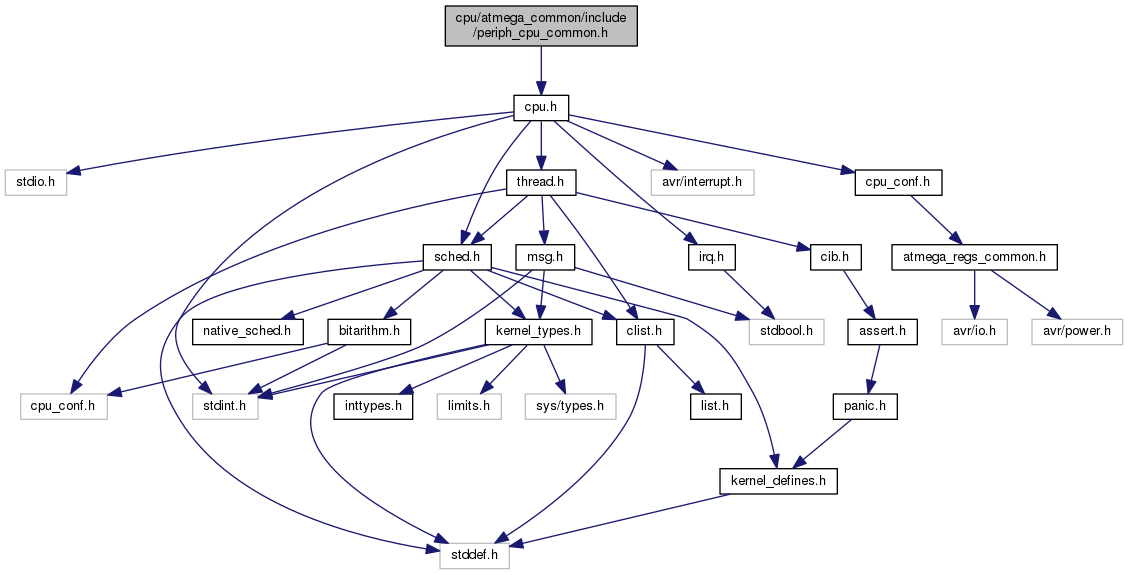 cpu/atmega_common/include
/periph_cpu_common.h
cpu.h
stdio.h
thread.h
avr/interrupt.h
cpu_conf.h
sched.h
msg.h
irq.h
cib.h
atmega_regs_common.h
native_sched.h
bitarithm.h
kernel_types.h
clist.h
stdbool.h
assert.h
avr/io.h
avr/power.h
cpu_conf.h
stdint.h
inttypes.h
limits.h
sys/types.h
list.h
panic.h
kernel_defines.h
stddef.h